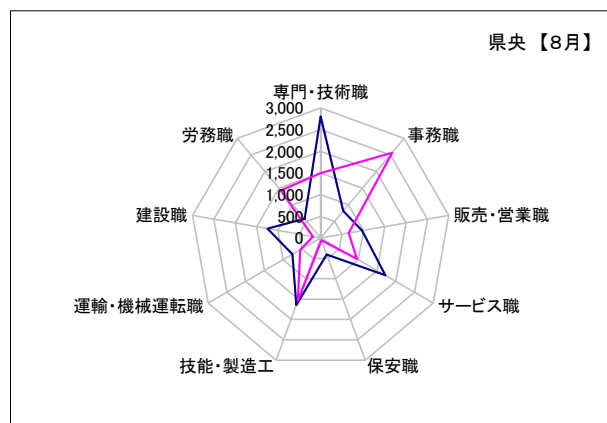 県央 【8月】
専門・技術職
事務職
販売・営業職
サービス職
保安職
技能・製造工
運輸・機械運転職
建設職
労務職
3,000
2,500
2,000
1,500
1,000
500
0